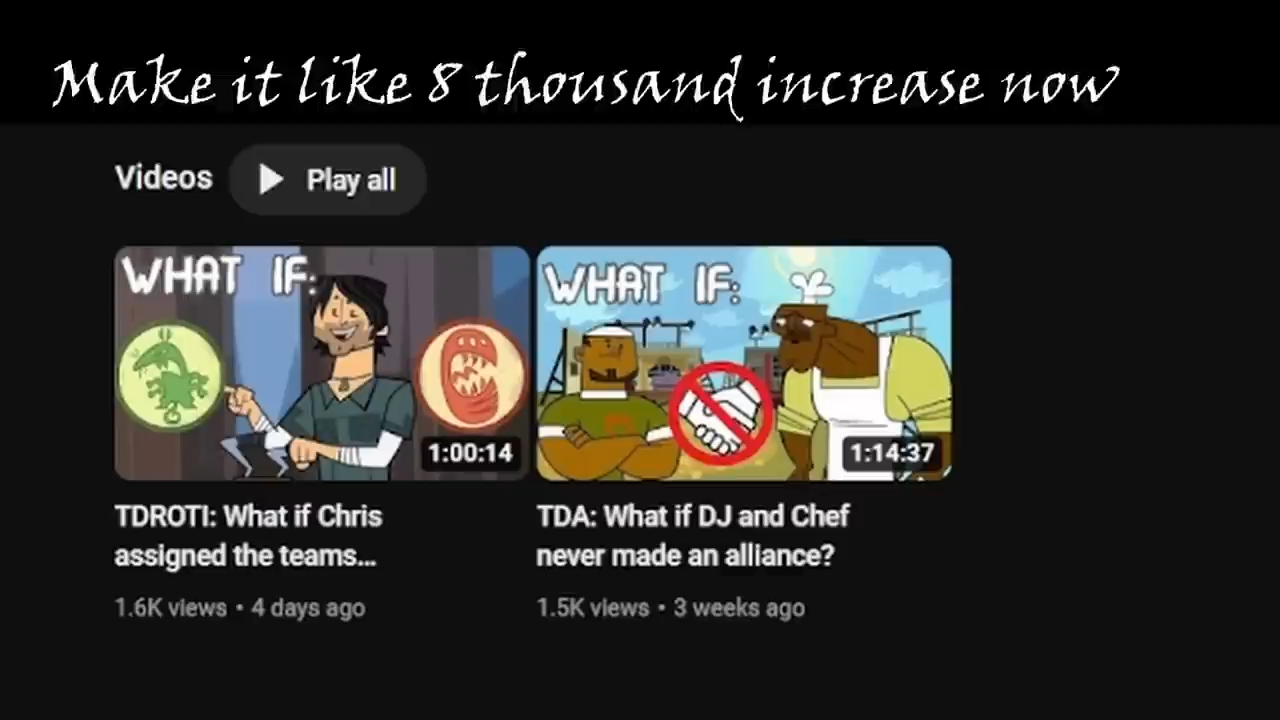 Make it like 8 thousand increase now
Videos
Play all
WHAT IF:
1:00:14
WHAT IF:
1:14:37
TDROTI: What if Chris
assigned the teams...
1.6K views • 4 days ago
TDA: What if DJ and Chef
never made an alliance?
1.5K views • 3 weeks ago